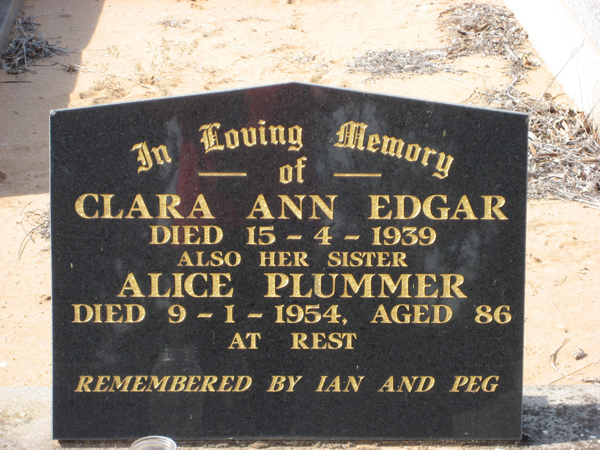 In Loving Memory
of
CLARA ANN EDGAR
DIED 15 - 4 - 1939
ALSO HER SISTER
ALICE PLUMMER
DIED 9 - 1 - 1954, AGED 86
AT REST
REMEMBERED BY IAN AND PEG